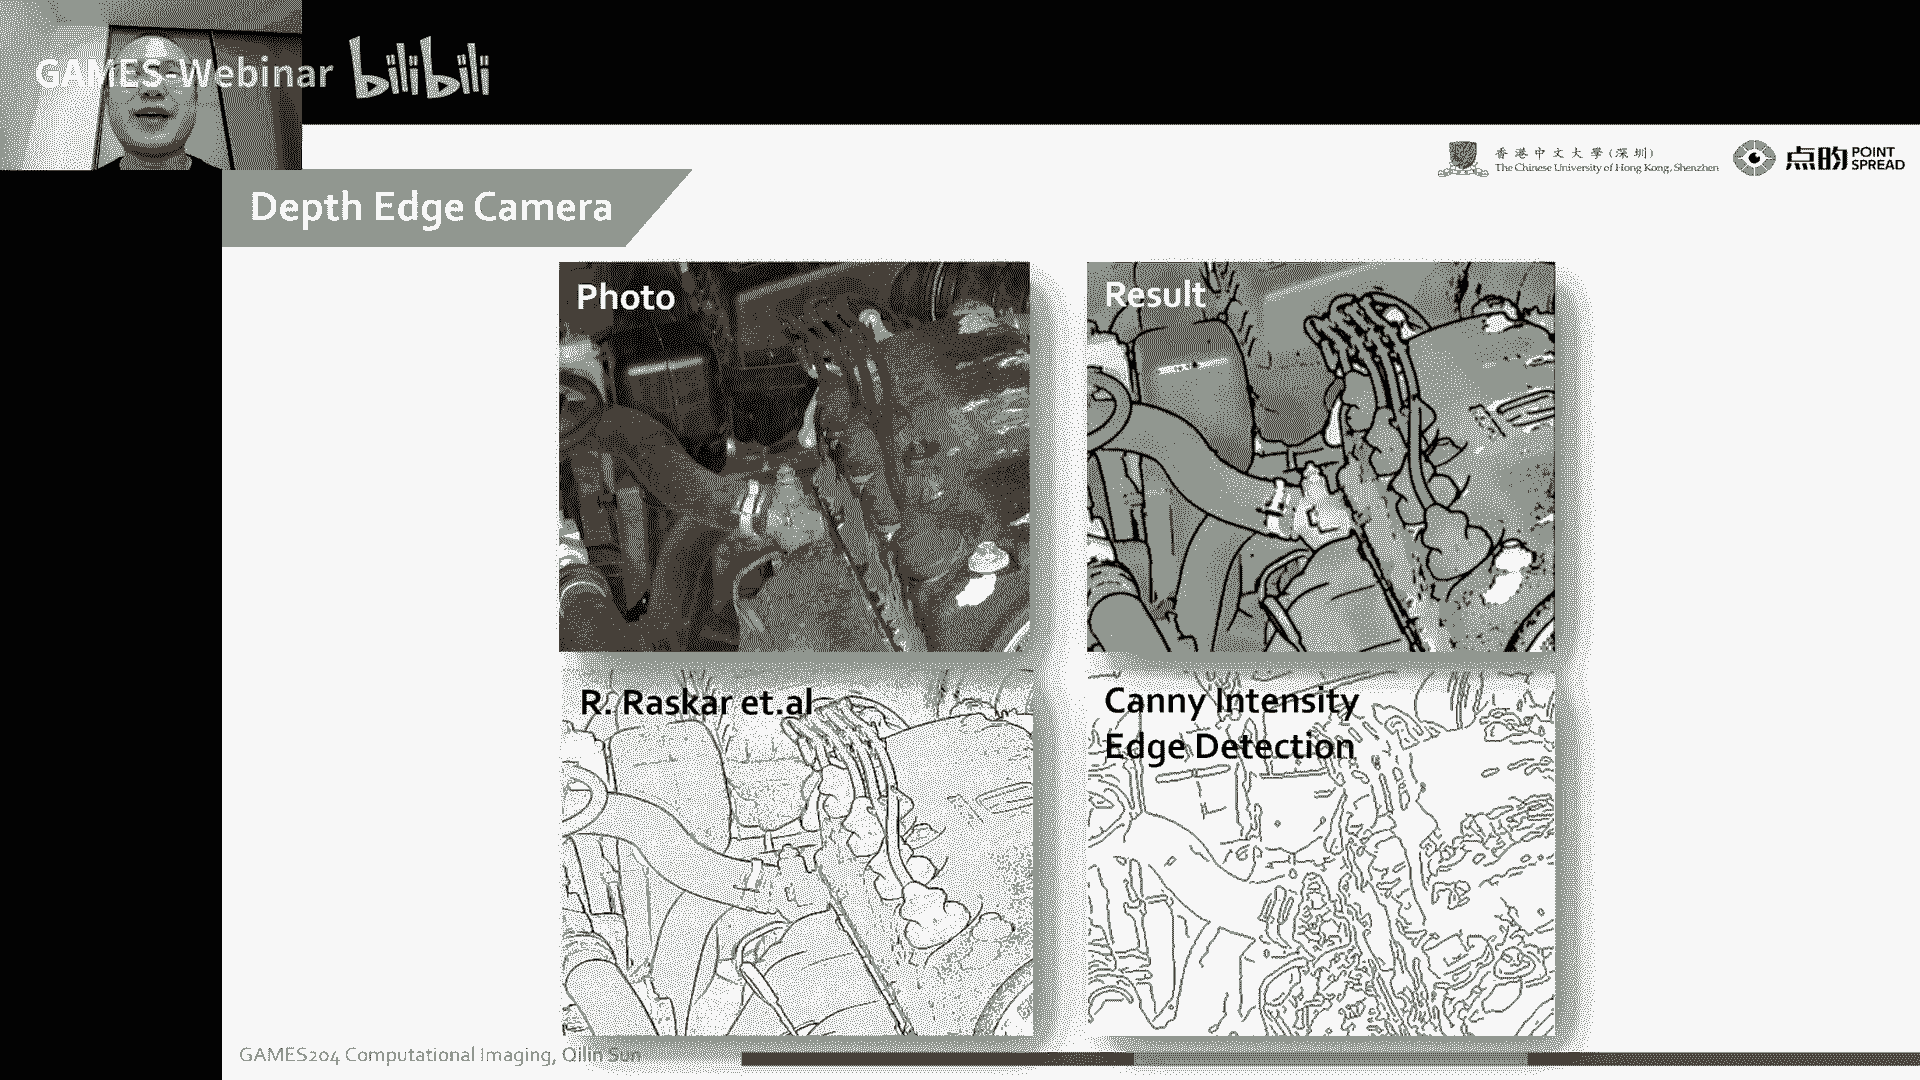 GAMES-Webinar bilibili
香港中文大學(深圳)
The Chinese University of Hong Kong, Shenzhen
点昀 POINT
SPREAD
Depth Edge Camera
Photo
Result
R. Raskar et.al
Canny Intensity
Edge Detection
GAMES204 Computational Imaging, Qilin Sun